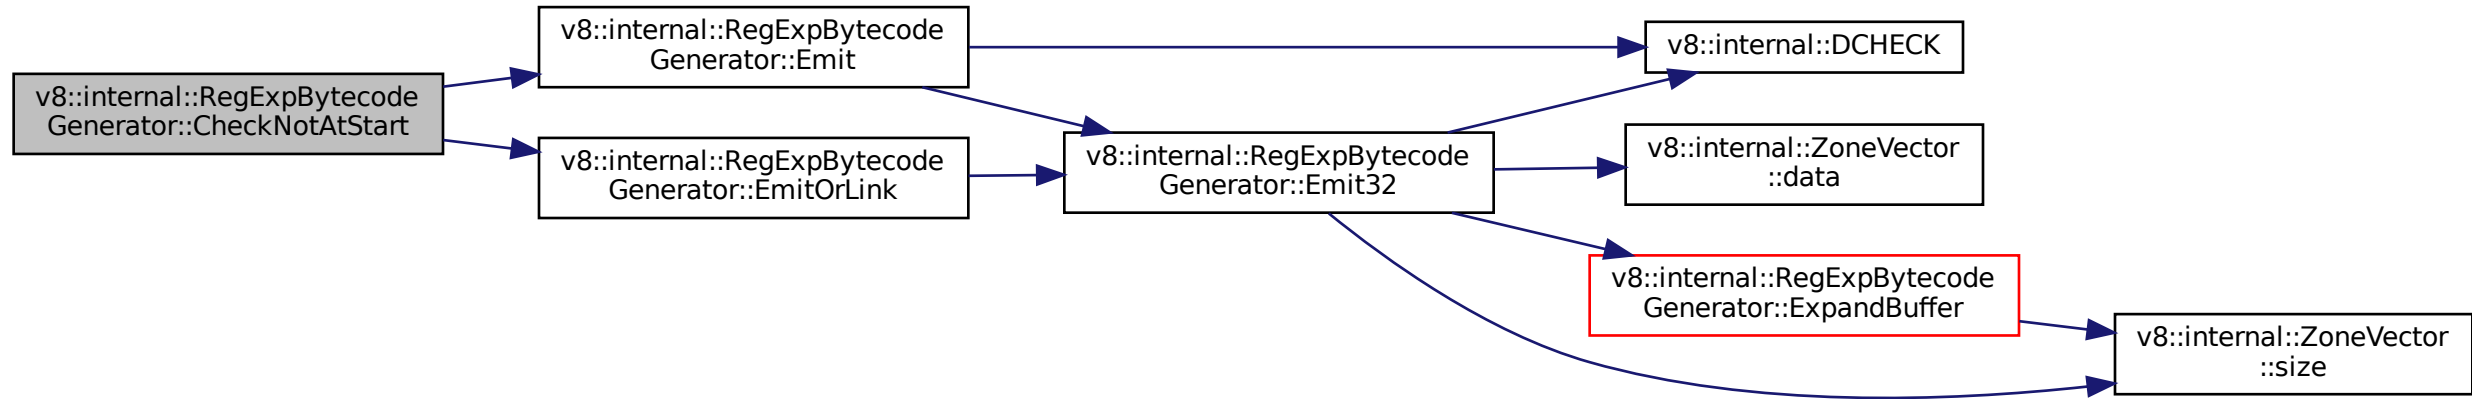 v8::internal::RegExpBytecode
Generator::CheckNotAtStart
v8::internal::RegExpBytecode
Generator::Emit
v8::internal::RegExpBytecode
Generator::EmitOrLink
v8::internal::RegExpBytecode
Generator::Emit32
v8::internal::DCHECK
v8::internal::ZoneVector
::data
v8::internal::RegExpBytecode
Generator::ExpandBuffer
v8::internal::ZoneVector
::size